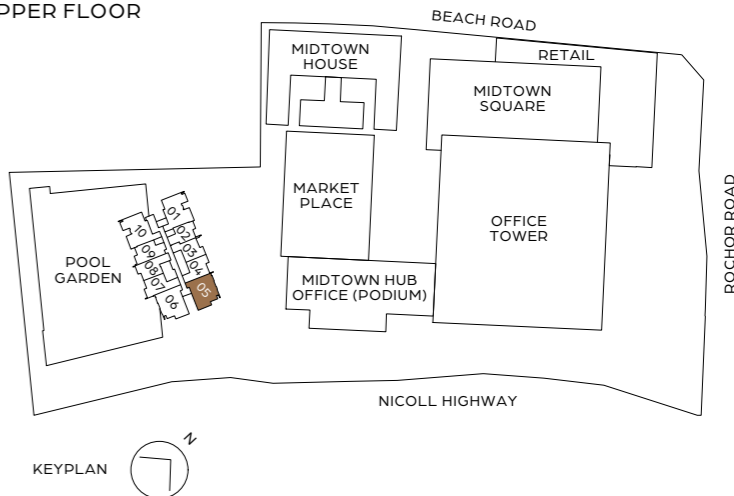 PPER FLOOR
BEACH ROAD
MIDTOWN
HOUSE
RETAIL
MIDTOWN
SQUARE
ROCHOR ROAD
MARKET
PLACE
OFFICE
TOWER
01
02
03
04
05
10
09
08
07
06
POOL
GARDEN
MIDTOWN HUB
OFFICE (PODIUM)
NICOLL HIGHWAY
KEYPLAN
N